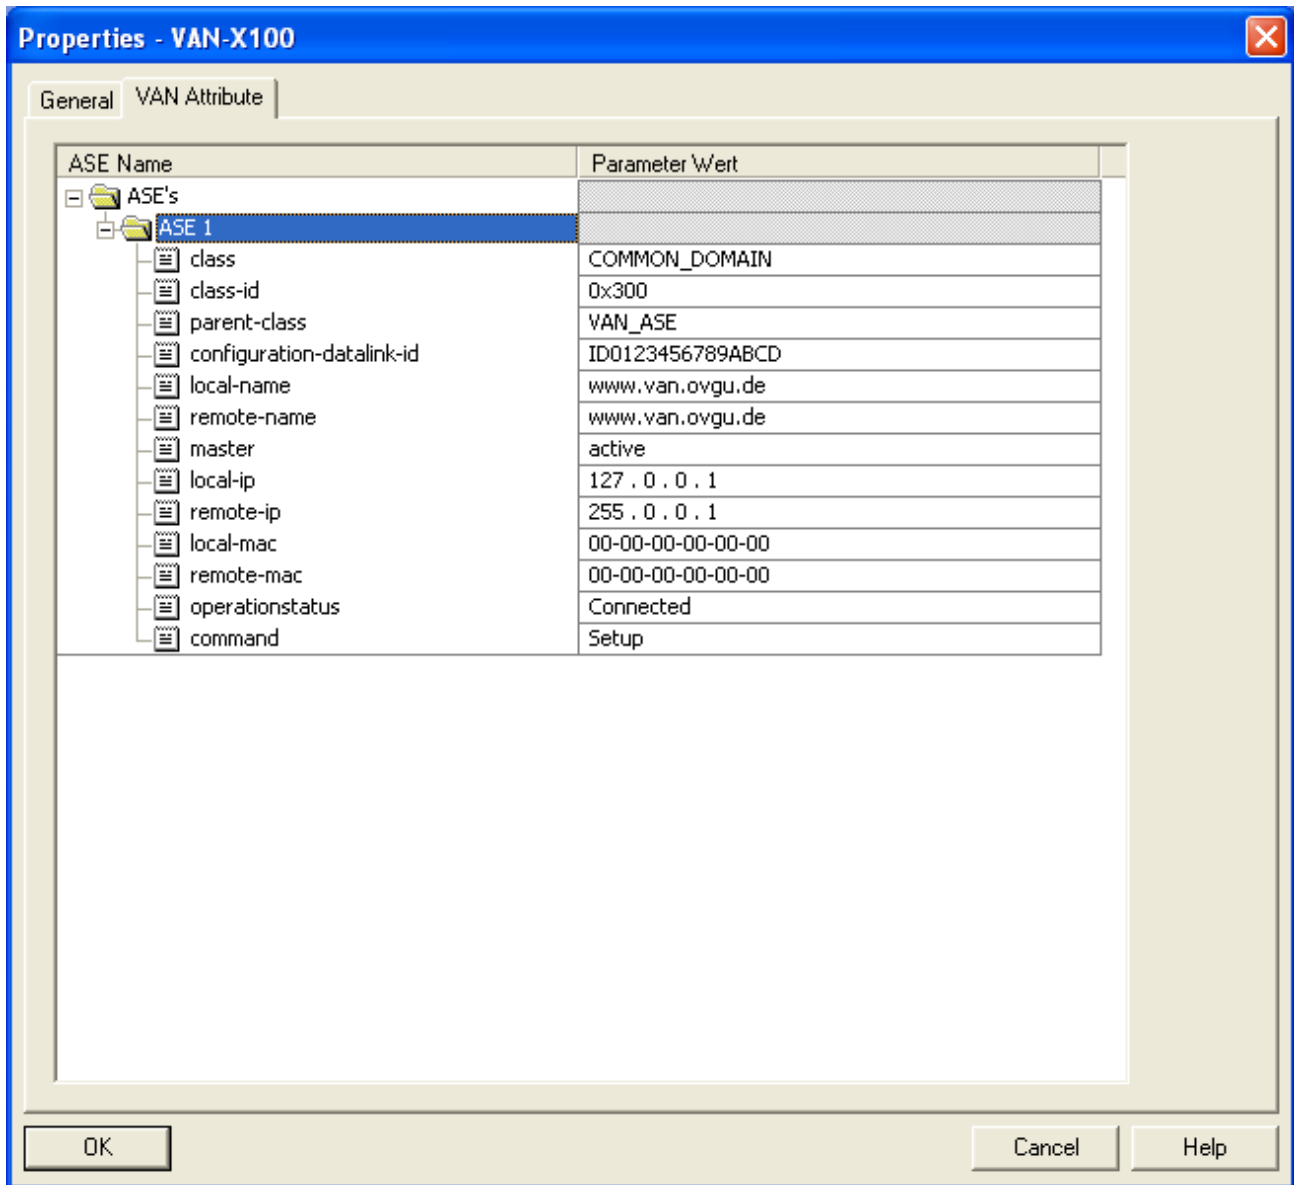 Properties - VAN-X100
General VAN Attribute
ASE Name Parameter Wert
ASE's
ASE 1
class COMMON_DOMAIN
class-id 0x300
parent-class VAN_ASE
configuration-datalink-id ID0123456789ABCD
local-name www.van.ovgu.de
remote-name www.van.ovgu.de
master active
local-ip 127 . 0 . 0 . 1
remote-ip 255 . 0 . 0 . 1
local-mac 00-00-00-00-00-00
remote-mac 00-00-00-00-00-00
operationstatus Connected
command Setup
OK Cancel Help